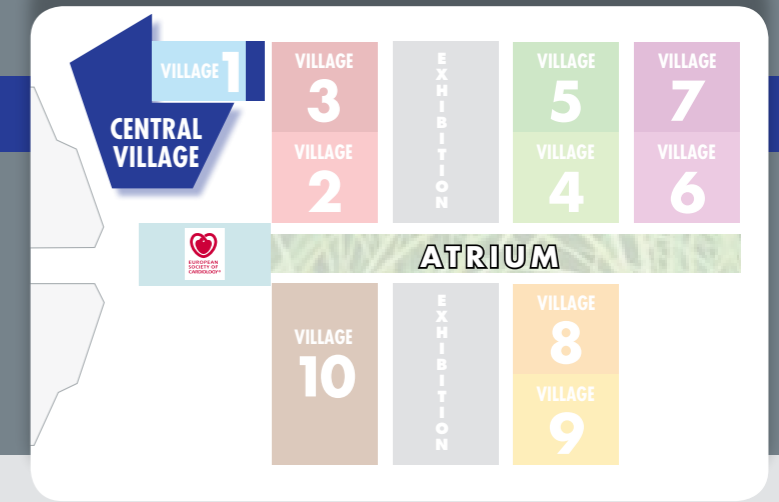 VILLAGE 1
CENTRAL
VILLAGE
VILLAGE
3
VILLAGE
2
EXHIBITION
VILLAGE
5
VILLAGE
4
VILLAGE
7
VILLAGE
6
EUROPEAN
SOCIETY OF
CARDIOLOGY®
ATRIUM
VILLAGE
10
EXHIBITION
VILLAGE
8
VILLAGE
9